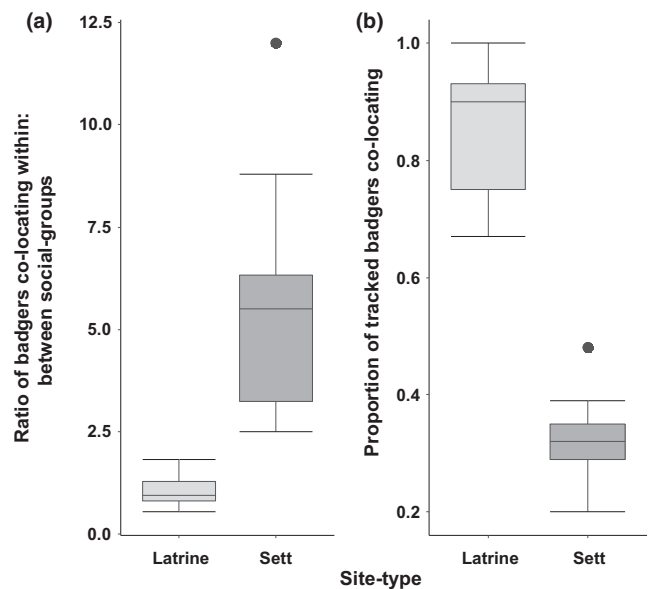 (a)
Ratio of badgers co-locating within:
between social-groups
12.5
10.0
7.5
5.0
2.5
0.0
Latrine
Sett
(b)
Proportion of tracked badgers co-locating
1.0
0.8
0.6
0.4
0.2
Latrine
Sett
Site-type